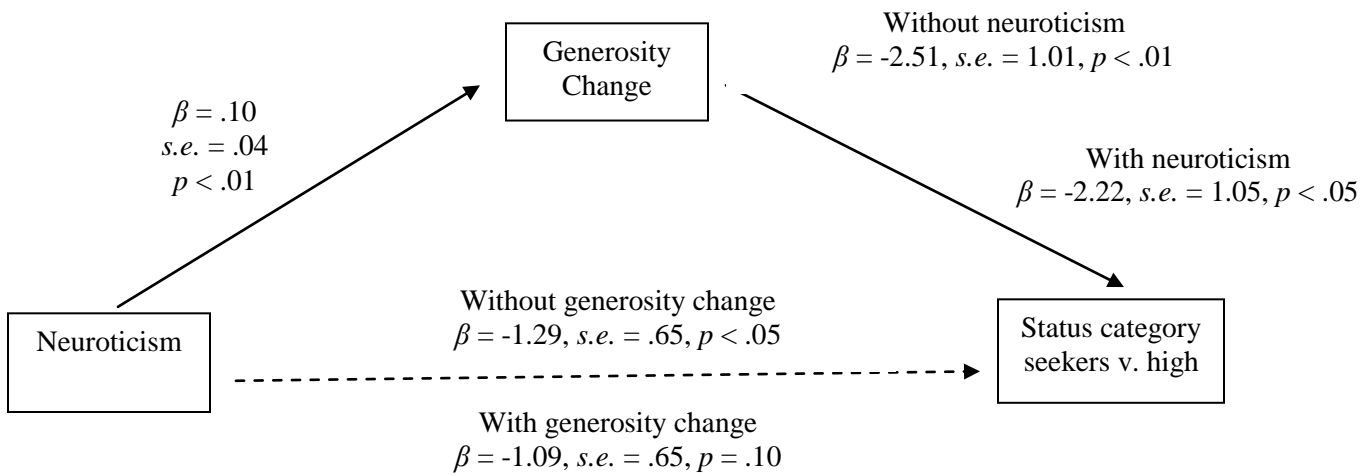 Without neuroticism
β = -2.51, s.e. = 1.01, p < .01
Generosity
Change
β = .10
s.e. = .04
p < .01
With neuroticism
β = -2.22, s.e. = 1.05, p < .05
Without generosity change
β = -1.29, s.e. = .65, p < .05
Neuroticism
Status category
seekers v. high
With generosity change
β = -1.09, s.e. = .65, p = .10